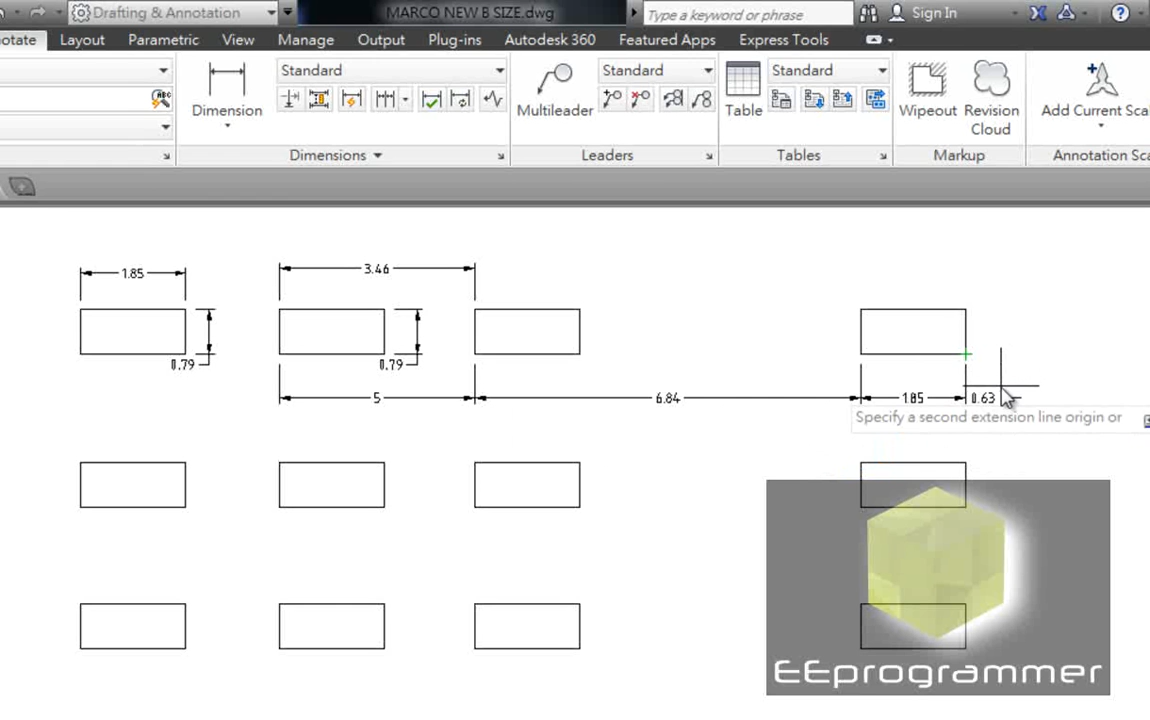 Drafting & Annotation
MARCO NEW B SIZE.dwg
Type a keyword or phrase
Sign In
otate Layout Parametric View Manage Output Plug-ins Autodesk 360 Featured Apps Express Tools
Standard
Standard
Standard
ABC
Dimension
Multileader
Table
Wipeout
Revision
Cloud
Add Current Sca
Dimensions
Leaders
Tables
Markup
Annotation Sca
1.85
3.46
0.79
0.79
5
6.84
1.85
0.63
Specify a second extension line origin or
EEprogrammer